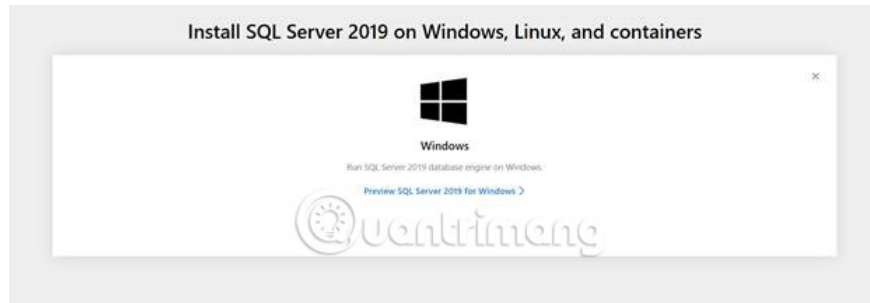 Install SQL Server 2019 on Windows, Linux, and containers
×
Windows
Run SQL Server 2019 database engine on Windows.
Preview SQL Server 2019 for Windows >
Quantrimang